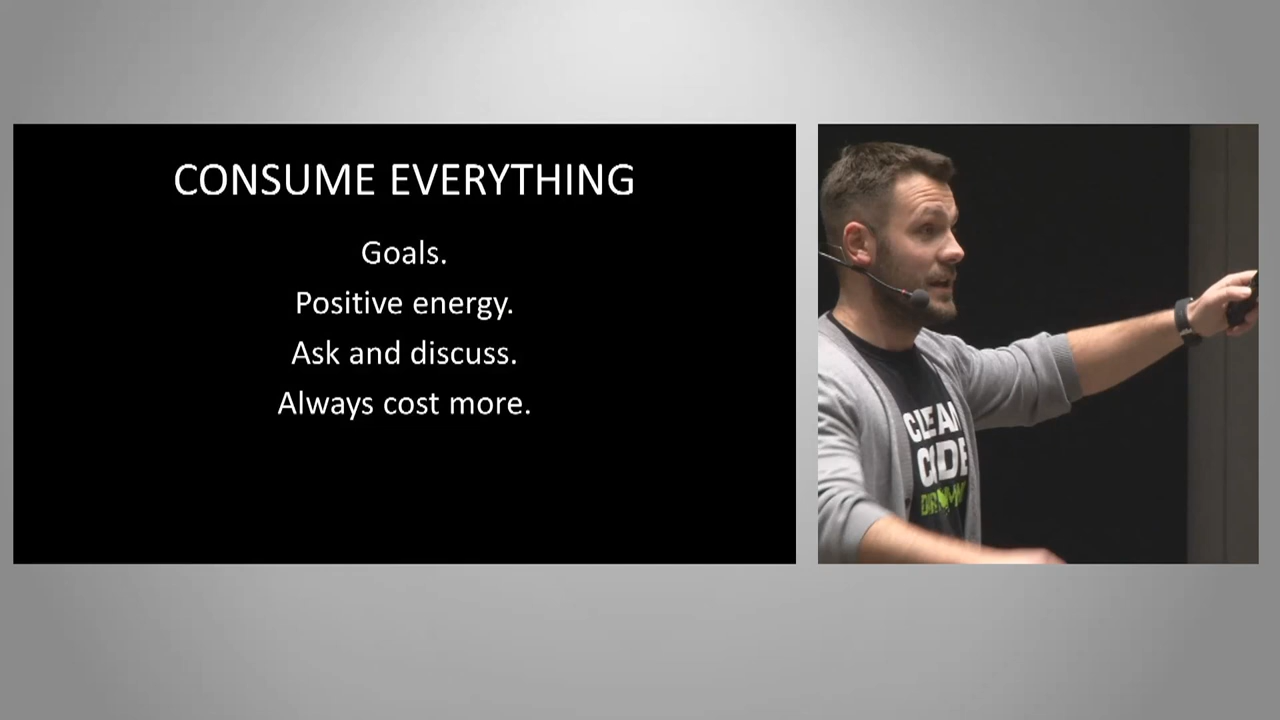 CONSUME EVERYTHING
Goals.
Positive energy.
Ask and discuss.
Always cost more.
CLEAN
CODE